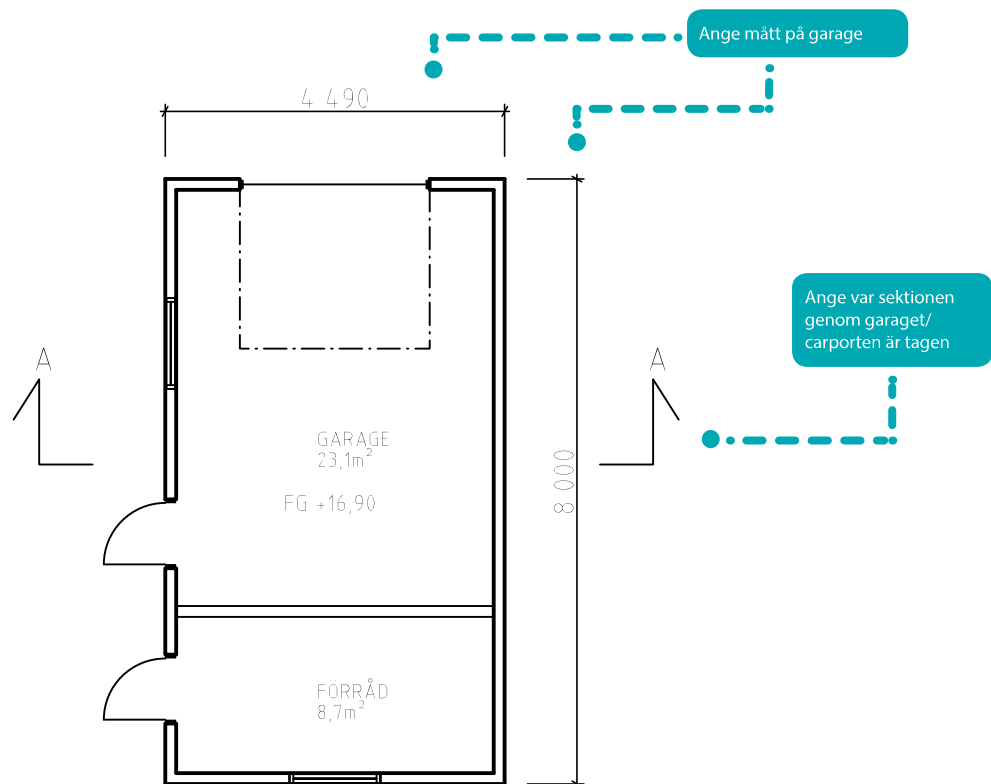 Ange mått på garage
4 490
Ange var sektionen
genom garaget/
carporten är tagen
A
A
GARAGE
23,1m²
FG +16,90
8 000
FÖRRÅD
8,7m²